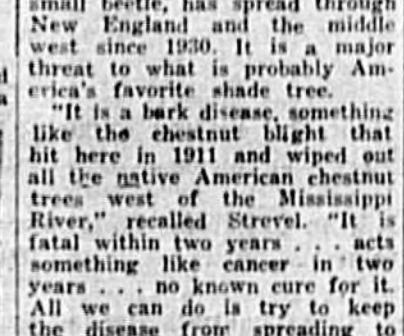 small beetle, has spread through
New England and the middle
west since 1930. It is a major
threat to what is probably Am-
erica's favorite shade tree.
"It is a bark disease, something
like the chestnut blight that
hit here in 1911 and wiped out
all the native American chestnut
trees west of the Mississippi
River," recalled Strevel. "It is
fatal within two years . . . acts
something like cancer in two
years . . . no known cure for it.
All we can do is try to keep
the disease from spreading to